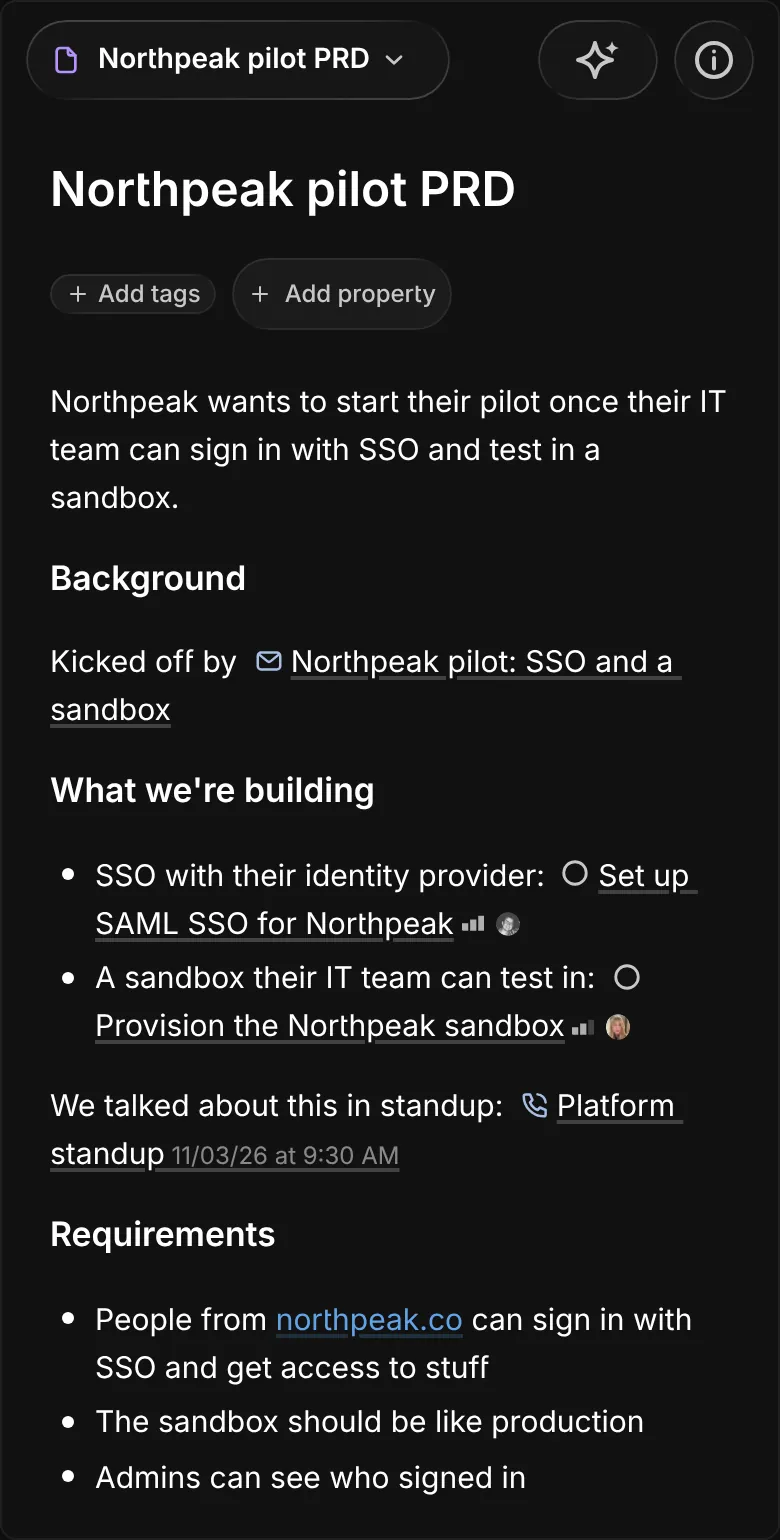 Northpeak pilot PRD
Northpeak pilot PRD
+ Add tags
+ Add property
Northpeak wants to start their pilot once their IT
team can sign in with SSO and test in a
sandbox.
Background
Kicked off by Northpeak pilot: SSO and a
sandbox
What we're building
• SSO with their identity provider: Set up
SAML SSO for Northpeak
• A sandbox their IT team can test in:
Provision the Northpeak sandbox
We talked about this in standup: Platform
standup 11/03/26 at 9:30 AM
Requirements
• People from northpeak.co can sign in with
SSO and get access to stuff
• The sandbox should be like production
• Admins can see who signed in